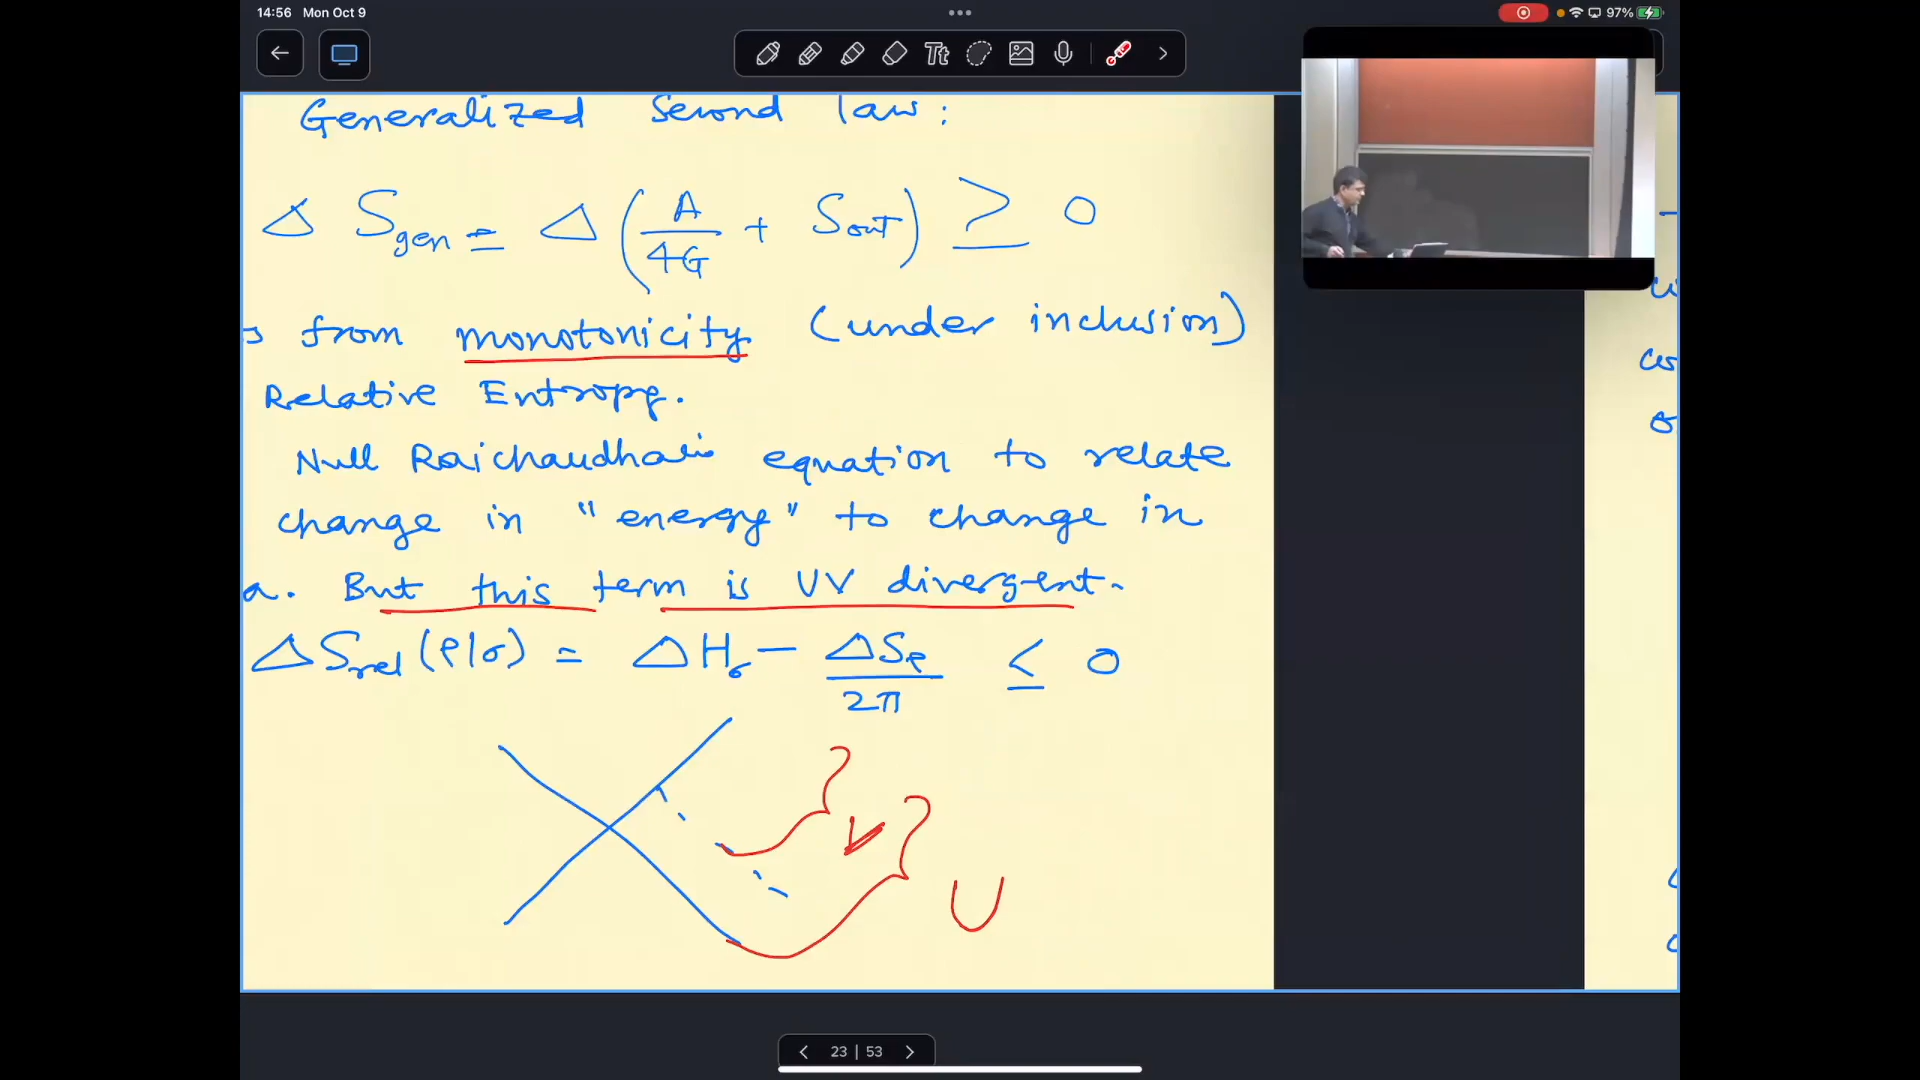 14:56 Mon Oct 9
97%
Tt
Generalized Second law:
Δ S_gen = Δ (A/4G + S_out) ≥ 0
s from monotonicity (under inclusion)
Relative Entropy.
Null Raichaudhari equation to relate
change in "energy" to change in
a. But this term is UV divergent.
ΔS_rel (ρ|σ) = ΔH_σ - ΔS_ρ/2π ≤ 0
V
U
23 | 53